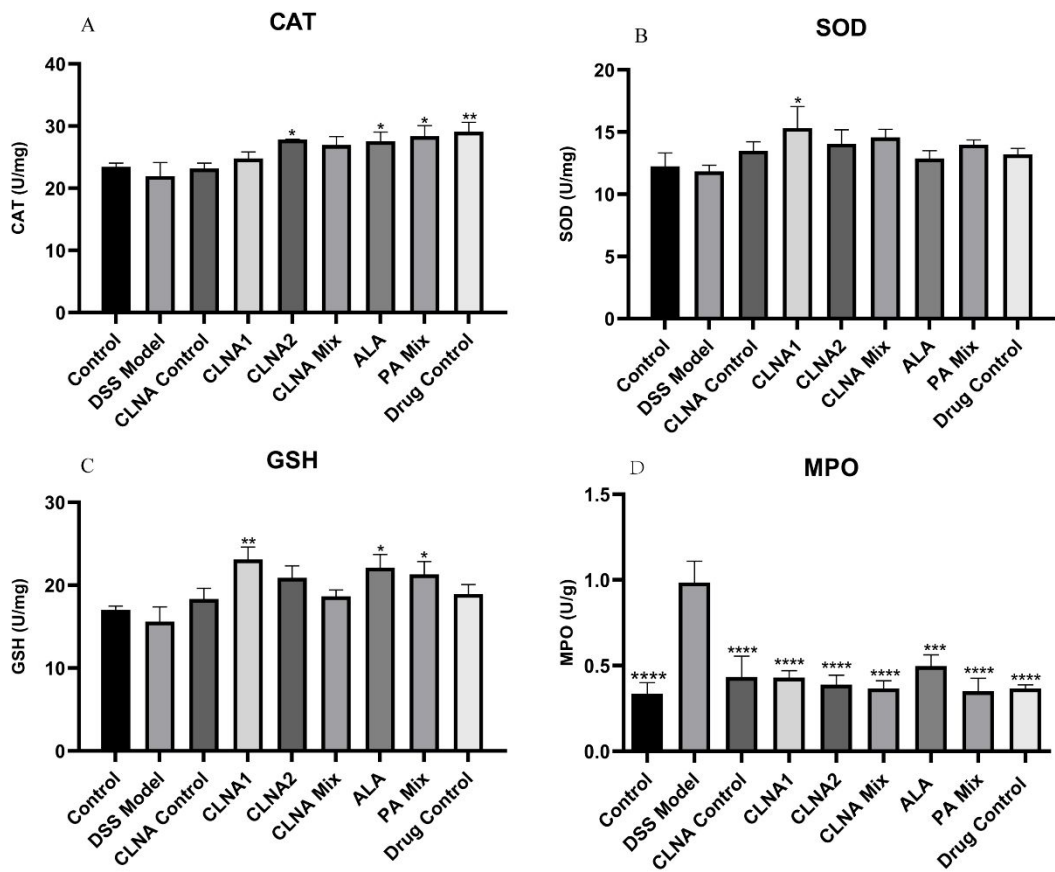 A
CAT
CAT (U/mg)
40
30
20
10
0
*
*
*
**
Control
DSS Model
CLNA Control
CLNA1
CLNA2
CLNA Mix
ALA
PA Mix
Drug Control
B
SOD
SOD (U/mg)
20
15
10
5
0
*
Control
DSS Model
CLNA Control
CLNA1
CLNA2
CLNA Mix
ALA
PA Mix
Drug Control
C
GSH
GSH (U/mg)
30
20
10
0
**
*
*
Control
DSS Model
CLNA Control
CLNA1
CLNA2
CLNA Mix
ALA
PA Mix
Drug Control
D
MPO
MPO (U/g)
1.5
1.0
0.5
0.0
****
****
****
****
****
***
****
****
Control
DSS Model
CLNA Control
CLNA1
CLNA2
CLNA Mix
ALA
PA Mix
Drug Control